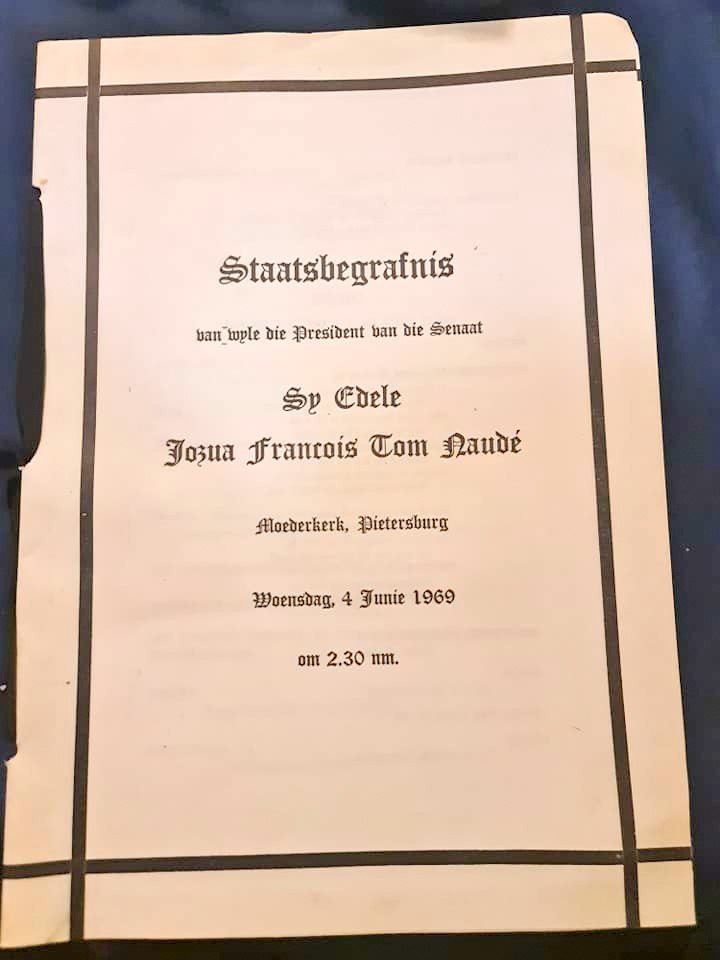 Staatsbegrafnis
van wyle die President van die Senaat
Sy Edele
Jozua Francois Tom Naudé
Moederkerk, Pietersburg
Woensdag, 4 Junie 1969
om 2.30 nm.